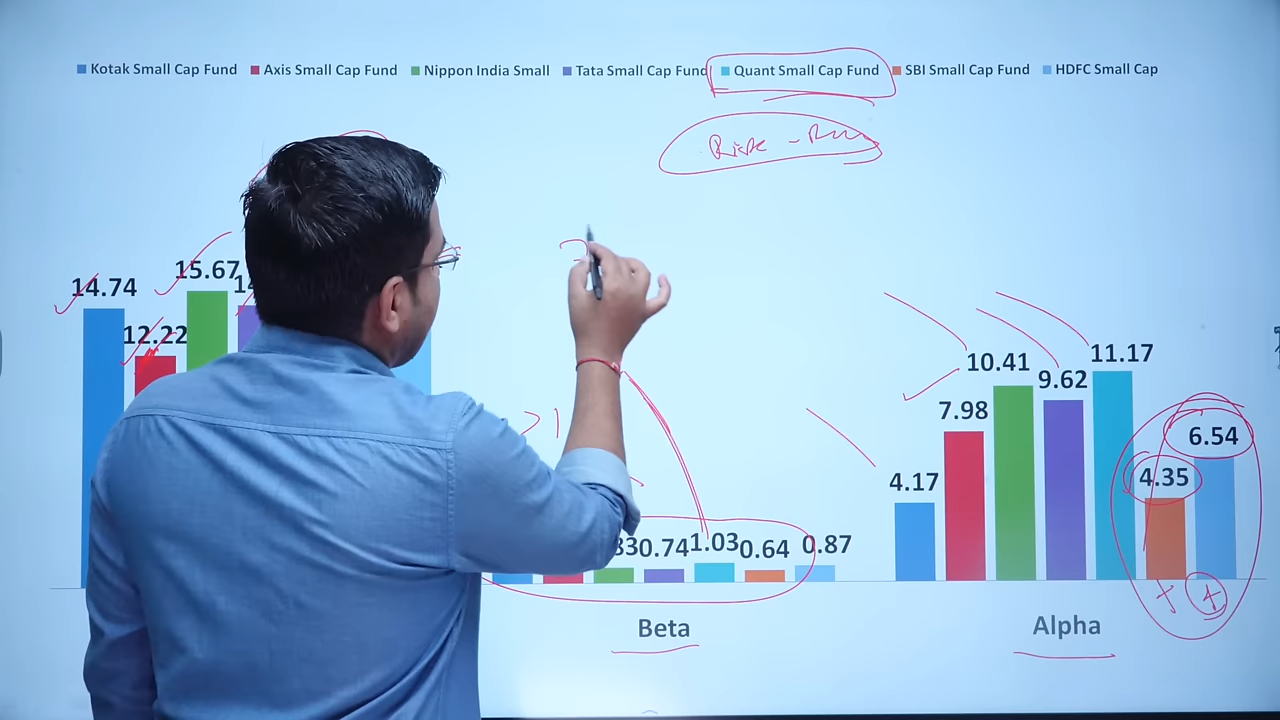 Kotak Small Cap Fund Axis Small Cap Fund Nippon India Small Tata Small Cap Fund Quant Small Cap Fund SBI Small Cap Fund HDFC Small Cap
Risk -
14.74 12.22 15.67
>1
0.74 1.03 0.64 0.87
4.17 7.98 10.41 9.62 11.17 4.35 6.54
+ +
Beta Alpha